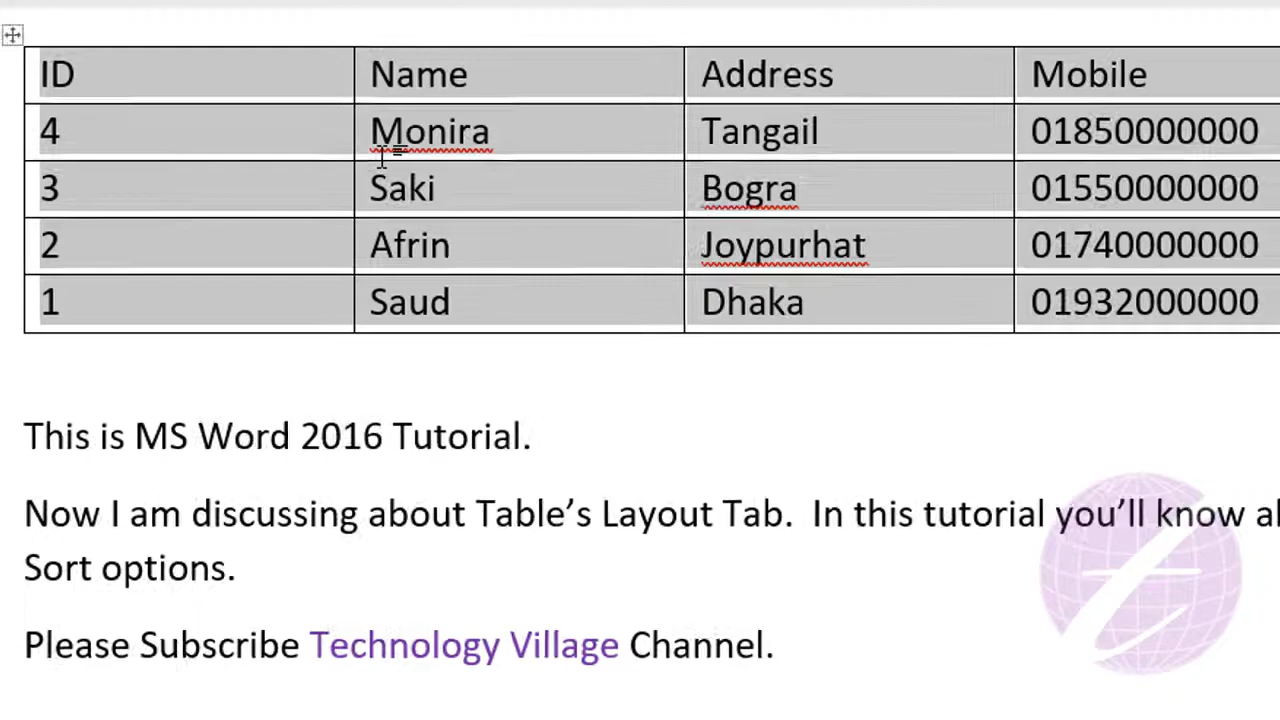 ID Name Address Mobile
4 Monira Tangail 01850000000
3 Saki Bogra 01550000000
2 Afrin Joypurhat 01740000000
1 Saud Dhaka 01932000000
This is MS Word 2016 Tutorial.
Now I am discussing about Table’s Layout Tab.  In this tutorial you’ll know
Sort options.
Please Subscribe Technology Village Channel.